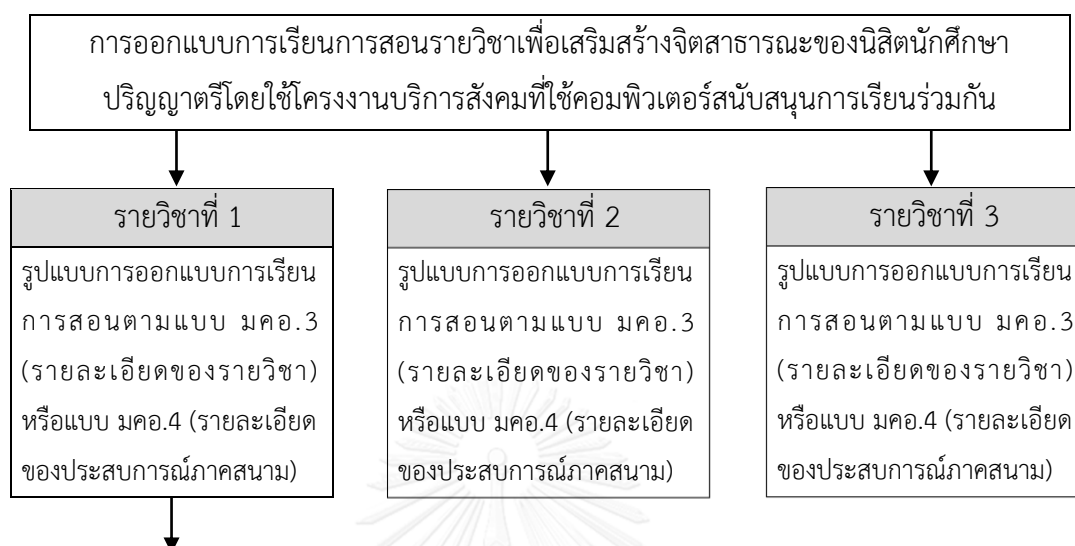 การออกแบบการเรียนการสอนรายวิชาเพื่อเสริมสร้างจิตสาธารณะของนิสิตนักศึกษา
ปริญญาตรีโดยใช้โครงงานบริการสังคมที่ใช้คอมพิวเตอร์สนับสนุนการเรียนร่วมกัน
รายวิชาที่ 1
รูปแบบการออกแบบการเรียน
การสอนตามแบบ มคอ.3
(รายละเอียดของรายวิชา)
หรือแบบ มคอ.4 (รายละเอียด
ของประสบการณ์ภาคสนาม)
รายวิชาที่ 2
รูปแบบการออกแบบการเรียน
การสอนตามแบบ มคอ.3
(รายละเอียดของรายวิชา)
หรือแบบ มคอ.4 (รายละเอียด
ของประสบการณ์ภาคสนาม)
รายวิชาที่ 3
รูปแบบการออกแบบการเรียน
การสอนตามแบบ มคอ.3
(รายละเอียดของรายวิชา)
หรือแบบ มคอ.4 (รายละเอียด
ของประสบการณ์ภาคสนาม)